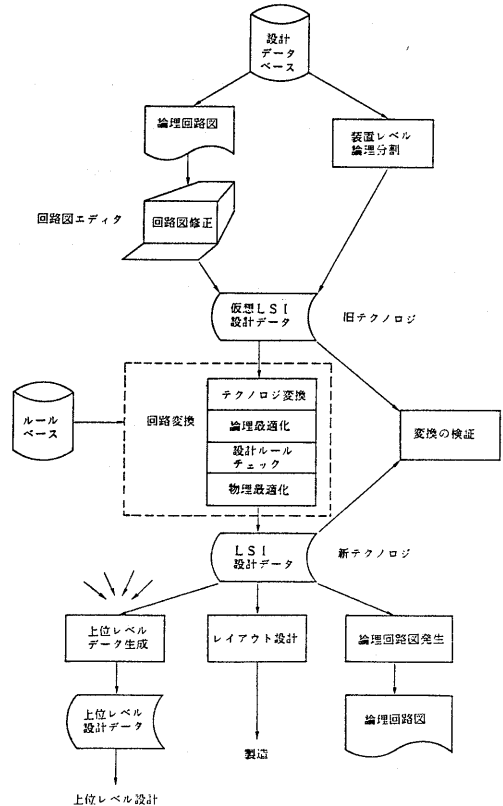 設計
データ
ベース
論理回路図
装置レベル
論理分割
回路図エディタ
回路図修正
仮想LSI
設計データ
旧テクノロジ
ルール
ベース
回路変換
テクノロジ変換
論理最適化
設計ルール
チェック
物理最適化
変換の検証
LSI
設計データ
新テクノロジ
上位レベル
データ生成
レイアウト設計
論理回路図発生
上位レベル
設計データ
論理回路図
製造
上位レベル設計